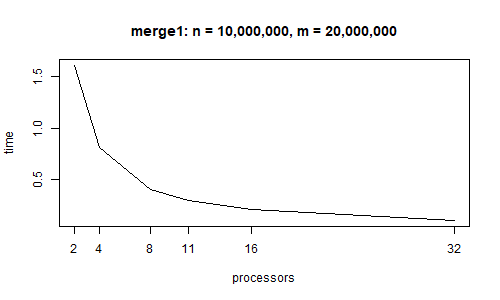 merge1: n = 10,000,000, m = 20,000,000
time
1.5
1.0
0.5
2 4 8 11 16 32
processors